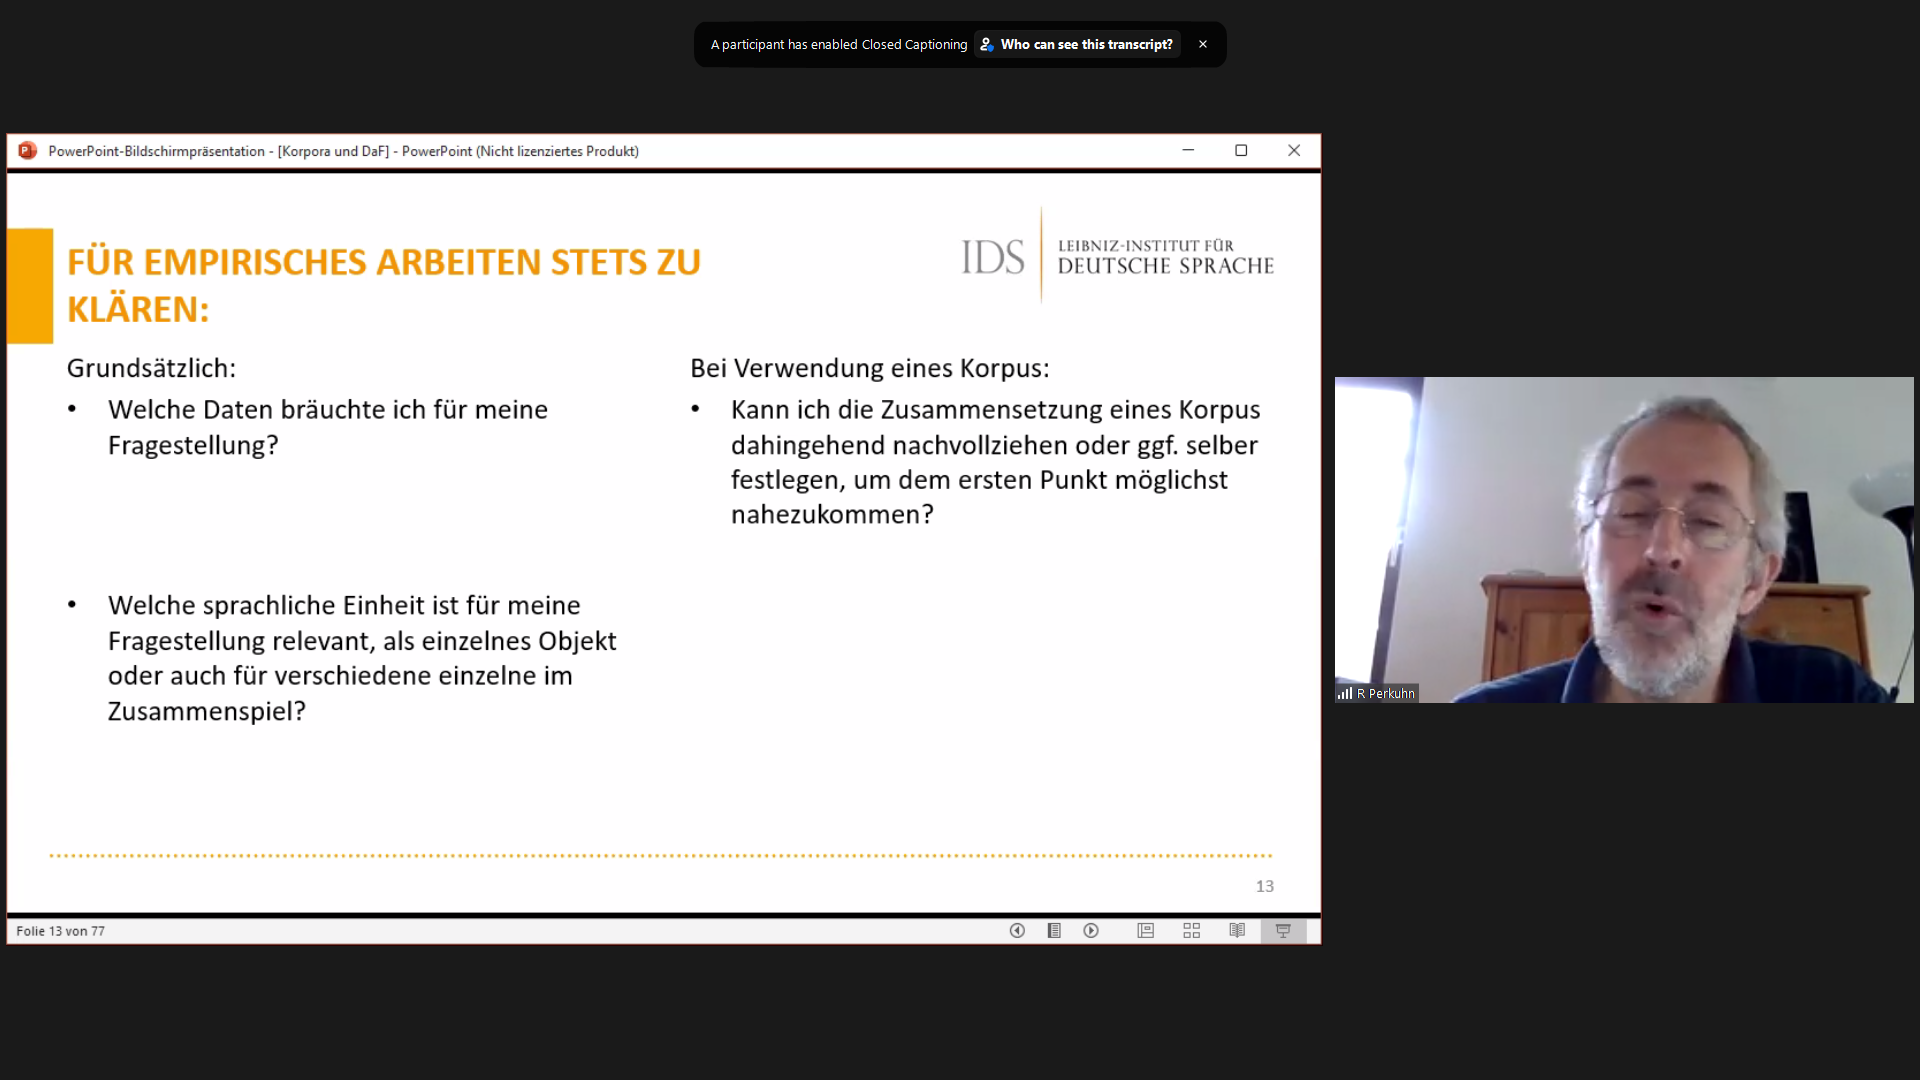 A participant has enabled Closed Captioning Who can see this transcript?
PowerPoint-Bildschirmpräsentation - [Korpora und DaF] - PowerPoint (Nicht lizenziertes Produkt)
FÜR EMPIRISCHES ARBEITEN STETS ZU
KLÄREN:
IDS
LEIBNIZ-INSTITUT FÜR
DEUTSCHE SPRACHE
Grundsätzlich:
• Welche Daten bräuchte ich für meine
Fragestellung?
• Welche sprachliche Einheit ist für meine
Fragestellung relevant, als einzelnes Objekt
oder auch für verschiedene einzelne im
Zusammenspiel?
Bei Verwendung eines Korpus:
• Kann ich die Zusammensetzung eines Korpus
dahingehend nachvollziehen oder ggf. selber
festlegen, um dem ersten Punkt möglichst
nahezukommen?
13
Folie 13 von 77
R Perkuhn